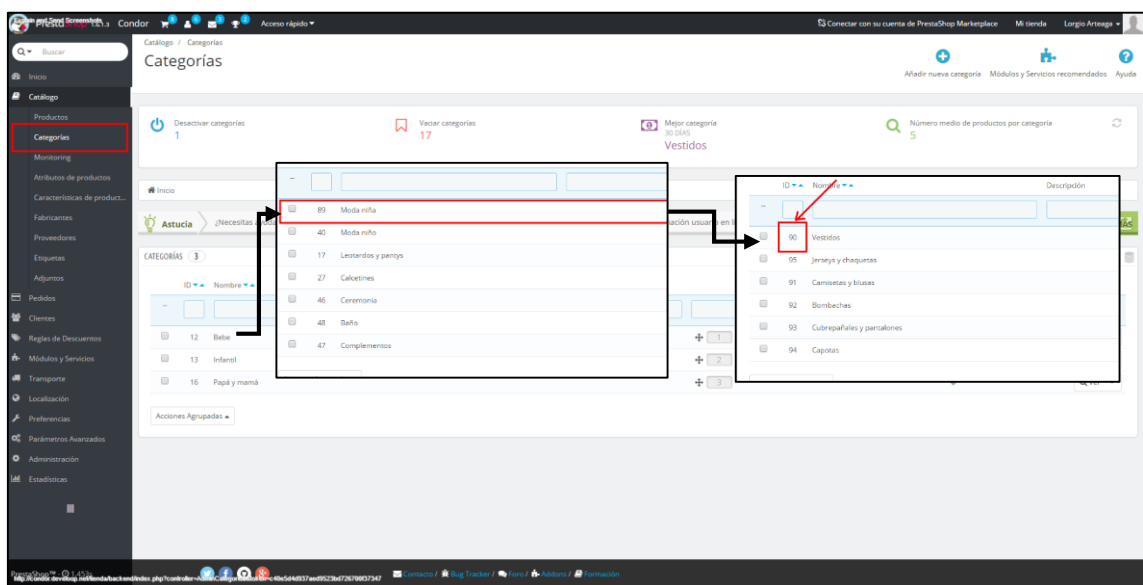 Condor
Acceso rápido
Conectar con su cuenta de PrestaShop Marketplace
Mi tienda
Lorgio Arteaga
Buscar
Inicio
Catálogo
Productos
Categorías
Monitoring
Atributos de productos
Características de product...
Fabricantes
Proveedores
Etiquetas
Adjuntos
Pedidos
Clientes
Reglas de Descuentos
Módulos y Servicios
Transporte
Localización
Preferencias
Parámetros Avanzados
Administración
Estadísticas
Catálogo / Categorías
Categorías
Añadir nueva categoría
Módulos y Servicios recomendados
Ayuda
Desactivar categorías
1
Vaciar categorías
17
Mejor categoría
30 DÍAS
Vestidos
Número medio de productos por categoría
5
Inicio
Astucia
¿Necesitas
CATEGORÍAS 3
ID Nombre
--
12 Bebe
1
13 Infantil
2
16 Papá y mamá
3
Acciones Agrupadas
--
89 Moda niña
40 Moda niño
17 Leotardos y pantys
27 Calcetines
46 Ceremonia
48 Baño
47 Complementos
ID Nombre Descripción
--
90 Vestidos
95 Jerseys y chaquetas
91 Camisetas y blusas
92 Bombachas
93 Cubrepañales y pantalones
94 Capotas
Contacto / Bug Tracker / Foro / Addons / Formación